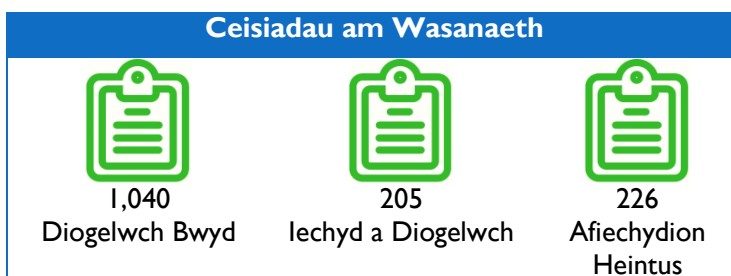 Ceisiadau am Wasanaeth
1,040
Diogelwch Bwyd
205
Iechyd a Diogelwch
226
Afiechydion
Heintus